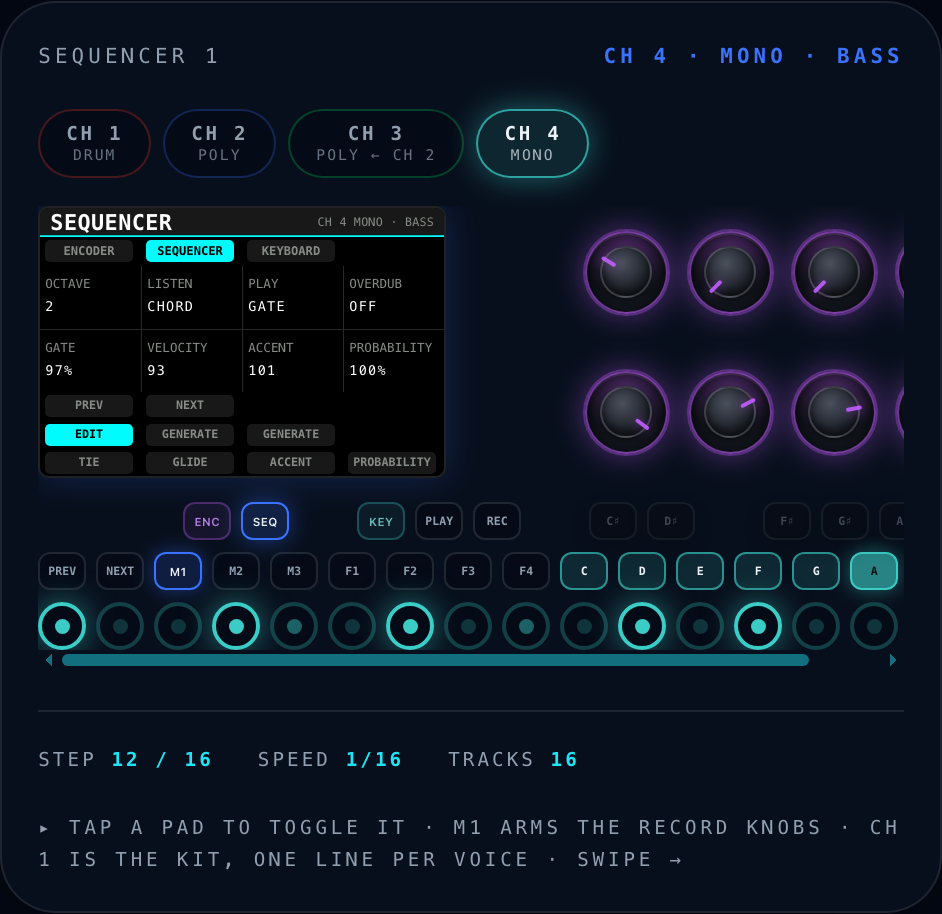 SEQUENCER 1
CH 4 · MONO · BASS
CH 1
DRUM
CH 2
POLY
CH 3
POLY ← CH 2
CH 4
MONO
SEQUENCER
CH 4 MONO · BASS
ENCODER SEQUENCER KEYBOARD
OCTAVE LISTEN PLAY OVERDUB
2 CHORD GATE OFF
GATE VELOCITY ACCENT PROBABILITY
97% 93 101 100%
PREV NEXT
EDIT GENERATE GENERATE
TIE GLIDE ACCENT PROBABILITY
ENC SEQ KEY PLAY REC C♯ D♯ F♯ G♯ A
PREV NEXT M1 M2 M3 F1 F2 F3 F4 C D E F G A
STEP 12 / 16 SPEED 1/16 TRACKS 16
▸ TAP A PAD TO TOGGLE IT · M1 ARMS THE RECORD KNOBS · CH
1 IS THE KIT, ONE LINE PER VOICE · SWIPE →